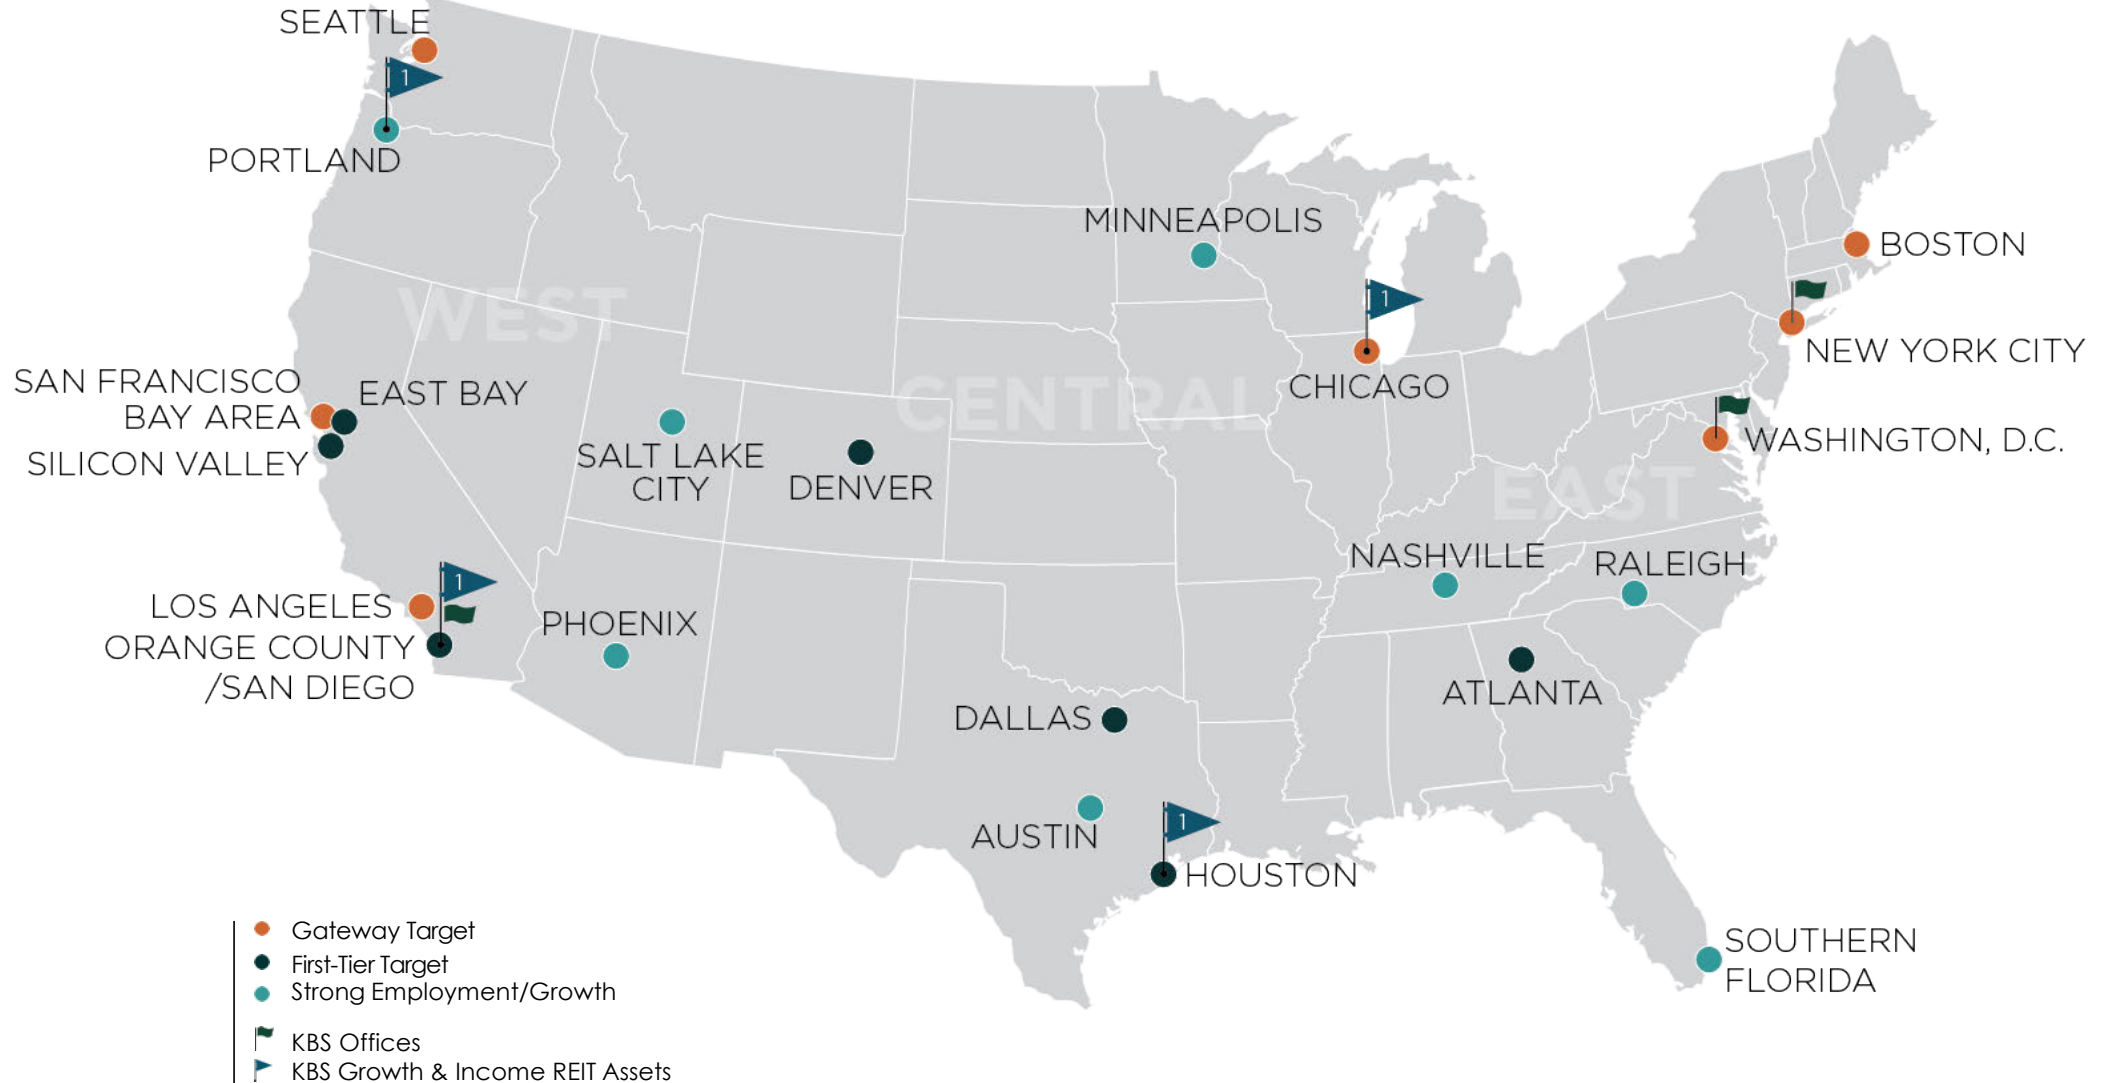 SEATTLE
1
PORTLAND
MINNEAPOLIS
BOSTON
WEST
1
NEW YORK CITY
CENTRAL
CHICAGO
SAN FRANCISCO
BAY AREA
EAST BAY
SILICON VALLEY
SALT LAKE
CITY
DENVER
WASHINGTON, D.C.
EAST
NASHVILLE
RALEIGH
1
LOS ANGELES
ORANGE COUNTY
/SAN DIEGO
PHOENIX
ATLANTA
DALLAS
AUSTIN
1
HOUSTON
SOUTHERN
FLORIDA
Gateway Target
First-Tier Target
Strong Employment/Growth
KBS Offices
KBS Growth & Income REIT Assets